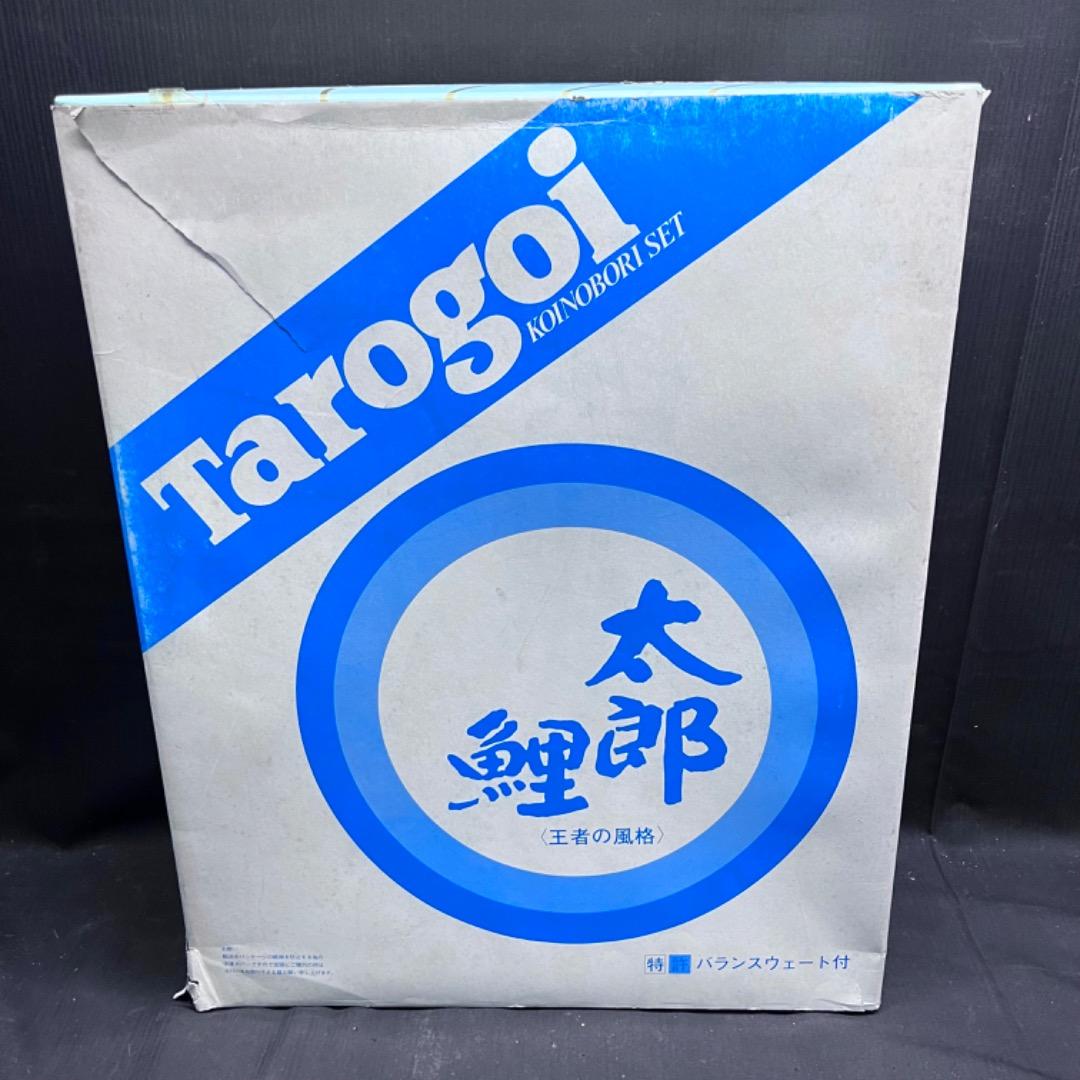 Tarogoi
KOINOBORI SET
太郎
鯉
〈王者の風格〉
特許 バランスウェート付